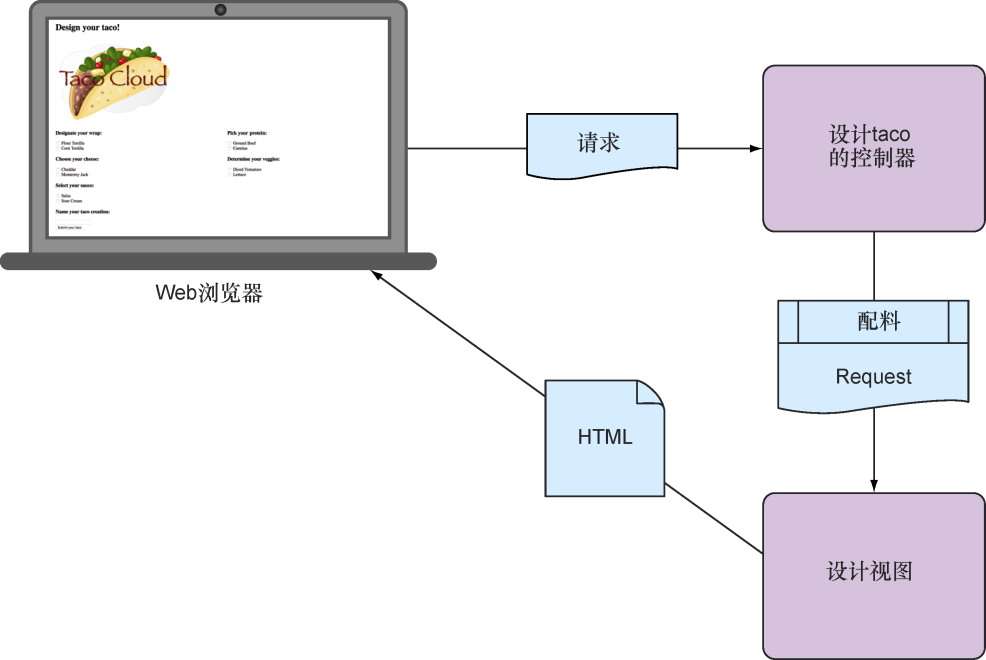 Design your taco!
Taco Cloud
Designate your wrap:
Flour Tortilla
Corn Tortilla
Choose your cheese:
Cheddar
Monterrey Jack
Select your sauce:
Salsa
Sour Cream
Name your taco creation:
Pick your protein:
Ground Beef
Carnitas
Determine your veggies:
Diced Tomatoes
Lettuce
Web浏览器
请求
设计taco
的控制器
配料
Request
设计视图
HTML